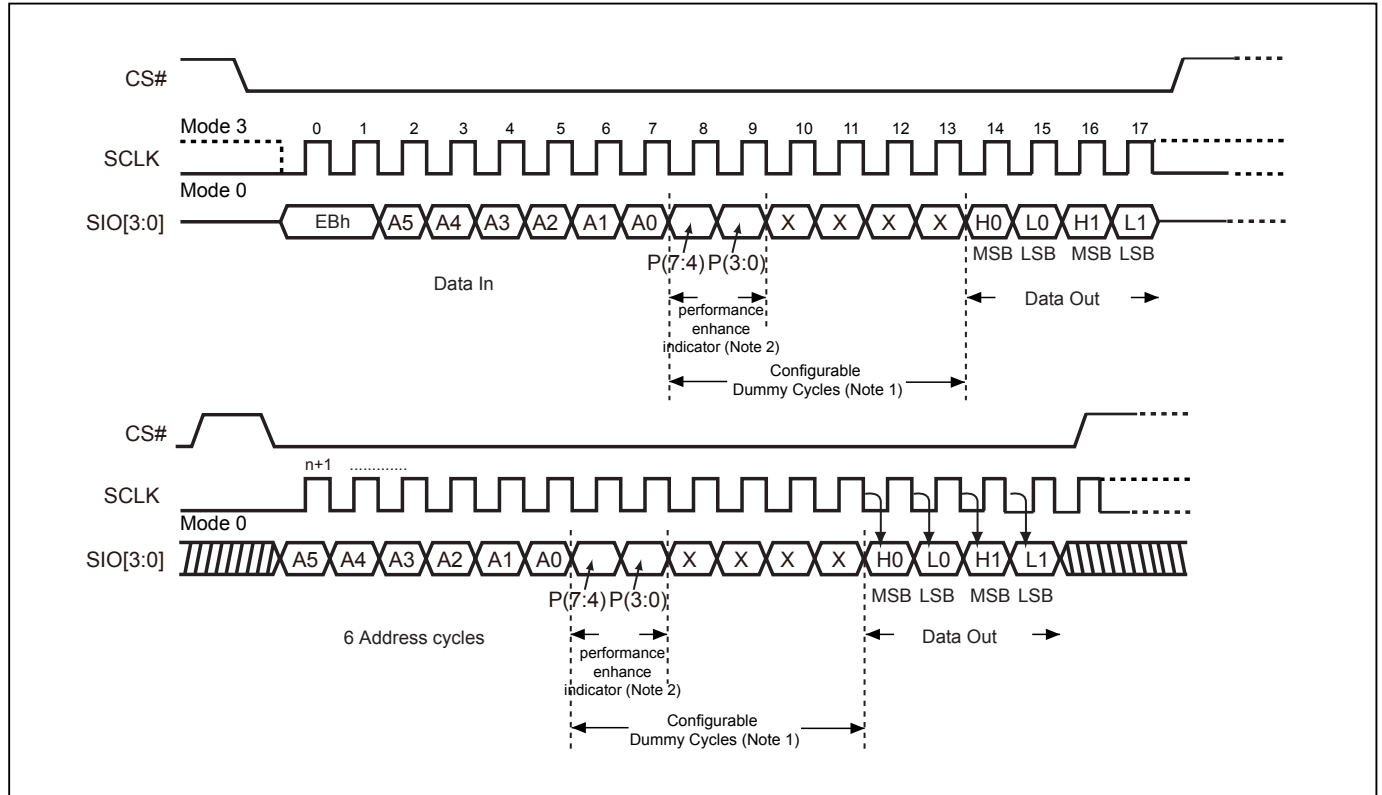 CS#
Mode 3
0 1 2 3 4 5 6 7 8 9 10 11 12 13 14 15 16 17
SCLK
Mode 0
SIO[3:0] EBh A5 A4 A3 A2 A1 A0 X X X X H0 L0 H1 L1
P(7:4) P(3:0) MSB LSB MSB LSB
Data In
Data Out
performance
enhance
indicator (Note 2)
Configurable
Dummy Cycles (Note 1)
CS#
n+1 .............
SCLK
Mode 0
SIO[3:0] A5 A4 A3 A2 A1 A0 X X X X H0 L0 H1 L1
P(7:4) P(3:0) MSB LSB MSB LSB
6 Address cycles
Data Out
performance
enhance
indicator (Note 2)
Configurable
Dummy Cycles (Note 1)